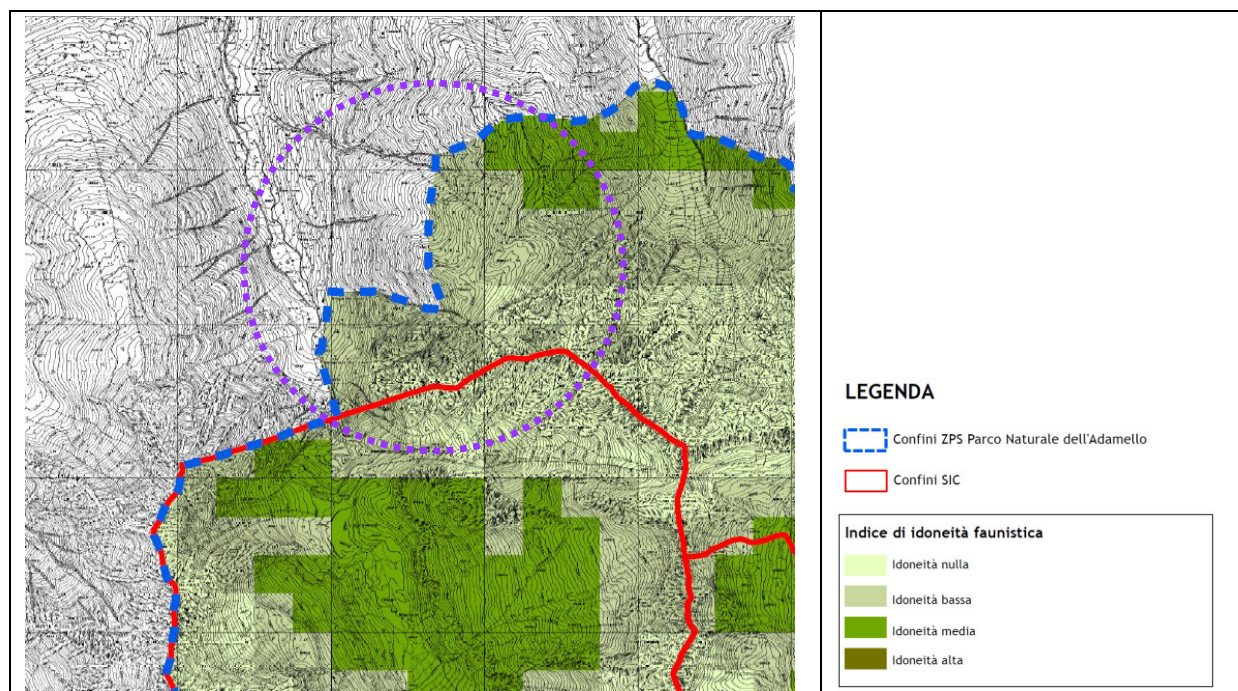 LEGENDA
Confini ZPS Parco Naturale dell'Adamello
Confini SIC
Indice di idoneità faunistica
Idoneità nulla
Idoneità bassa
Idoneità media
Idoneità alta